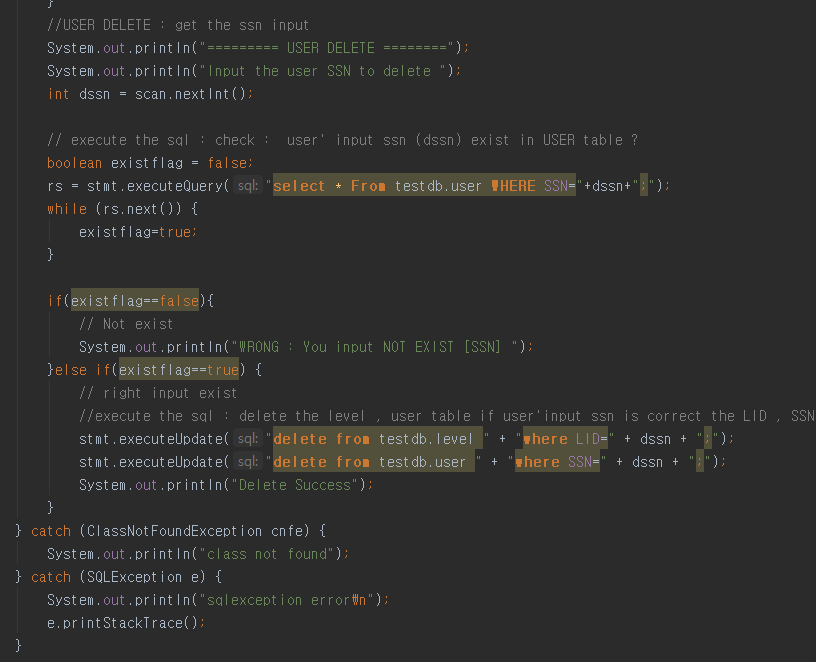 }
//USER DELETE : get the ssn input
System.out.println("========= USER DELETE ========");
System.out.println("Input the user SSN to delete ");
int dssn = scan.nextInt();
// execute the sql : check :  user' input ssn (dssn) exist in USER table ?
boolean existflag = false;
rs = stmt.executeQuery( sql: "select * From testdb.user WHERE SSN="+dssn+";");
while (rs.next()) {
existflag=true;
}
if(existflag==false){
// Not exist
System.out.println("WRONG : You input NOT EXIST [SSN] ");
}else if(existflag==true) {
// right input exist
//execute the sql : delete the level , user table if user'input ssn is correct the LID , SSN
stmt.executeUpdate( sql: "delete from testdb.level " + "where LID=" + dssn + ";");
stmt.executeUpdate( sql: "delete from testdb.user " + "where SSN=" + dssn + ";");
System.out.println("Delete Success");
}
} catch (ClassNotFoundException cnfe) {
System.out.println("class not found");
} catch (SQLException e) {
System.out.println("sqlexception error₩n");
e.printStackTrace();
}